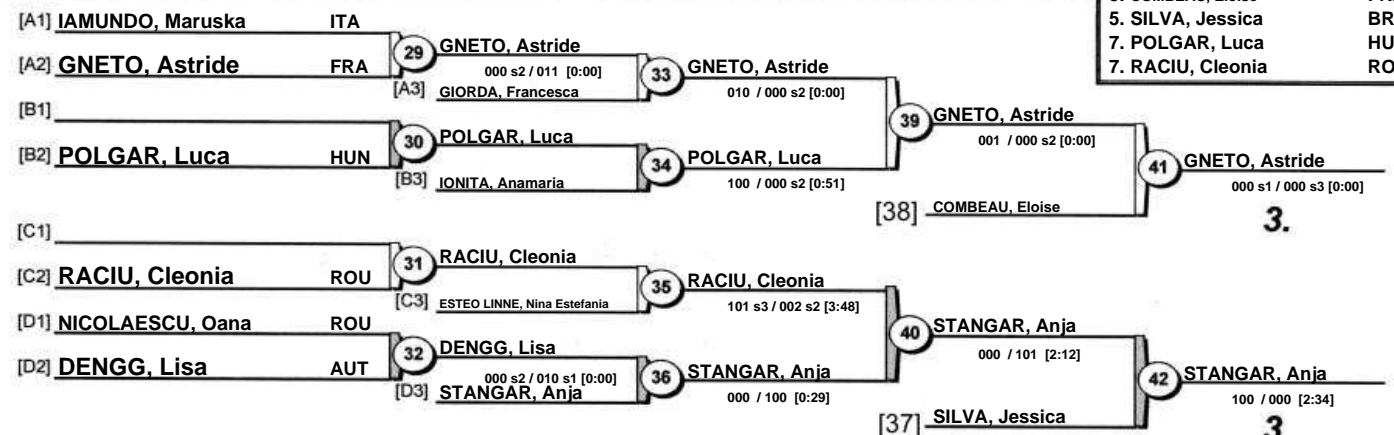 5. SILVA, Jessica BR
7. POLGAR, Luca HU
7. RACIU, Cleonia RO
[A1] IAMUNDO, Maruska ITA
[A2] GNETO, Astride FRA
29 GNETO, Astride
000 s2 / 011 [0:00]
[A3] GIORDA, Francesca
33 GNETO, Astride
010 / 000 s2 [0:00]
[B1]
[B2] POLGAR, Luca HUN
30 POLGAR, Luca
[B3] IONITA, Anamaria
34 POLGAR, Luca
100 / 000 s2 [0:51]
39 GNETO, Astride
001 / 000 s2 [0:00]
[38] COMBEAU, Eloise
41 GNETO, Astride
000 s1 / 000 s3 [0:00]
3.
[C1]
[C2] RACIU, Cleonia ROU
31 RACIU, Cleonia
[C3] ESTEO LINNE, Nina Estefania
35 RACIU, Cleonia
101 s3 / 002 s2 [3:48]
[D1] NICOLAESCU, Oana ROU
[D2] DENGG, Lisa AUT
32 DENGG, Lisa
000 s2 / 010 s1 [0:00]
[D3] STANGAR, Anja
36 STANGAR, Anja
000 / 100 [0:29]
40 STANGAR, Anja
000 / 101 [2:12]
[37] SILVA, Jessica
42 STANGAR, Anja
100 / 000 [2:34]
3